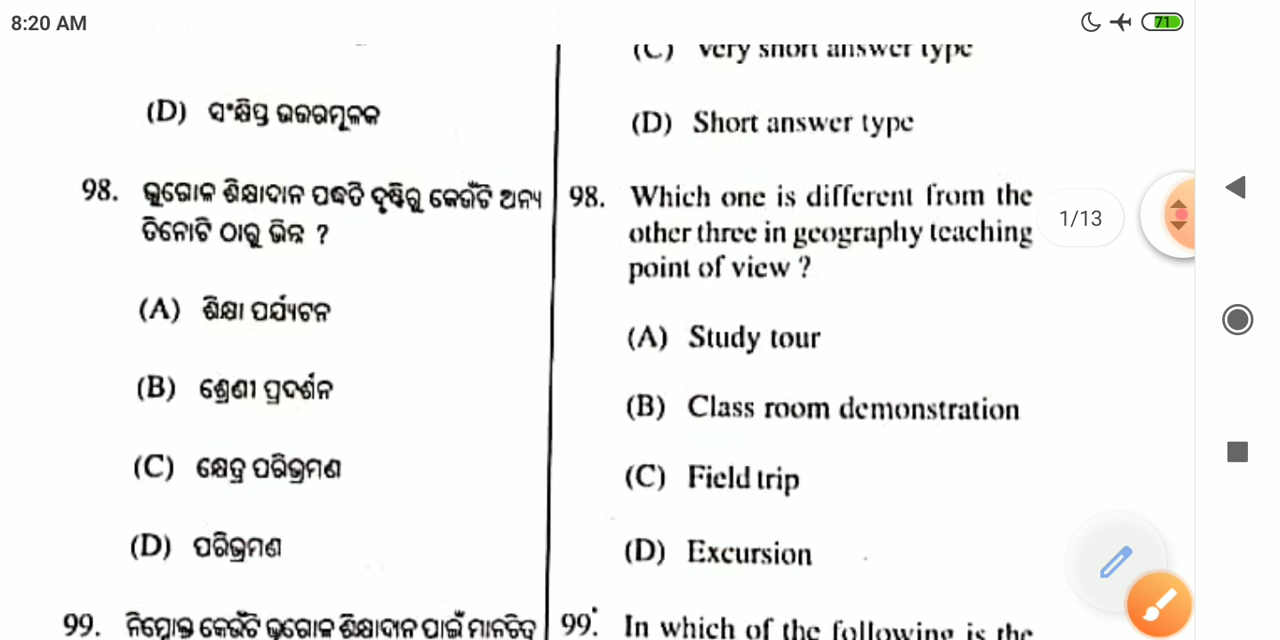 8:20 AM
71
(D) ସଂକ୍ଷିପ୍ତ ଉତ୍ତରମୂଳକ
98. ଭୁଗୋଳ ଶିକ୍ଷାଦାନ ପଦ୍ଧତି ଦୃଷ୍ଟିରୁ କେଉଁଟି ଅନ୍ୟ
ତିନୋଟି ଠାରୁ ଭିନ୍ନ ?
(A) ଶିକ୍ଷା ପର୍ଯ୍ୟଟନ
(B) ଶ୍ରେଣୀ ପ୍ରଦର୍ଶନ
(C) କ୍ଷେତ୍ର ପରିଭ୍ରମଣ
(D) ପରିଭ୍ରମଣ
99. ନିମ୍ନୋକ୍ତ କେଉଁଟି ଭୂଗୋଳ ଶିକ୍ଷାଦାନ ପାଇଁ ମାନଚିତ୍ର
(C) Very short answer type
(D) Short answer type
98. Which one is different from the
other three in geography teaching
point of view ?
(A) Study tour
(B) Class room demonstration
(C) Field trip
(D) Excursion
99. In which of the following is the
1/13